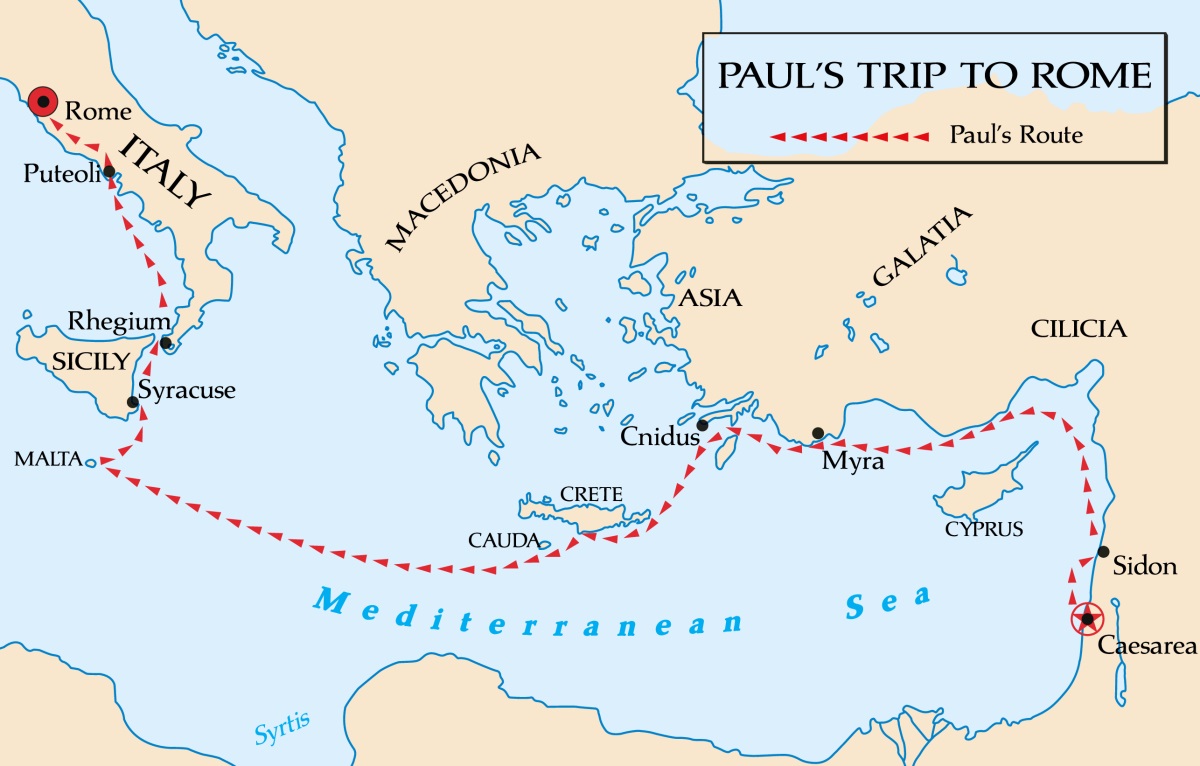 PAUL'S TRIP TO ROME
Paul's Route
Rome
Puteoli
ITALY
MACEDONIA
GALATIA
ASIA
CILICIA
Rhegium
SICILY
Syracuse
MALTA
Cnidus
Myra
CRETE
CAUDA
CYPRUS
Sidon
Caesarea
Mediterranean Sea
Syrtis